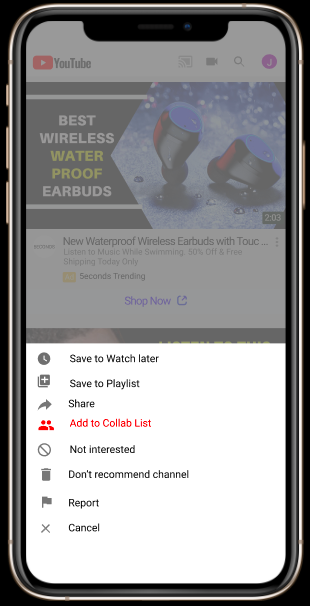 YouTube
J
BEST
WIRELESS
WATER
PROOF
EARBUDS
2:03
New Waterproof Wireless Earbuds with Touc ...
Listen to Music While Swimming. 50% Off & Free
Shipping Today Only
Seconds Trending
Shop Now
LISTEN TO THIS
Save to Watch later
Save to Playlist
Share
Add to Collab List
Not interested
Don't recommend channel
Report
Cancel